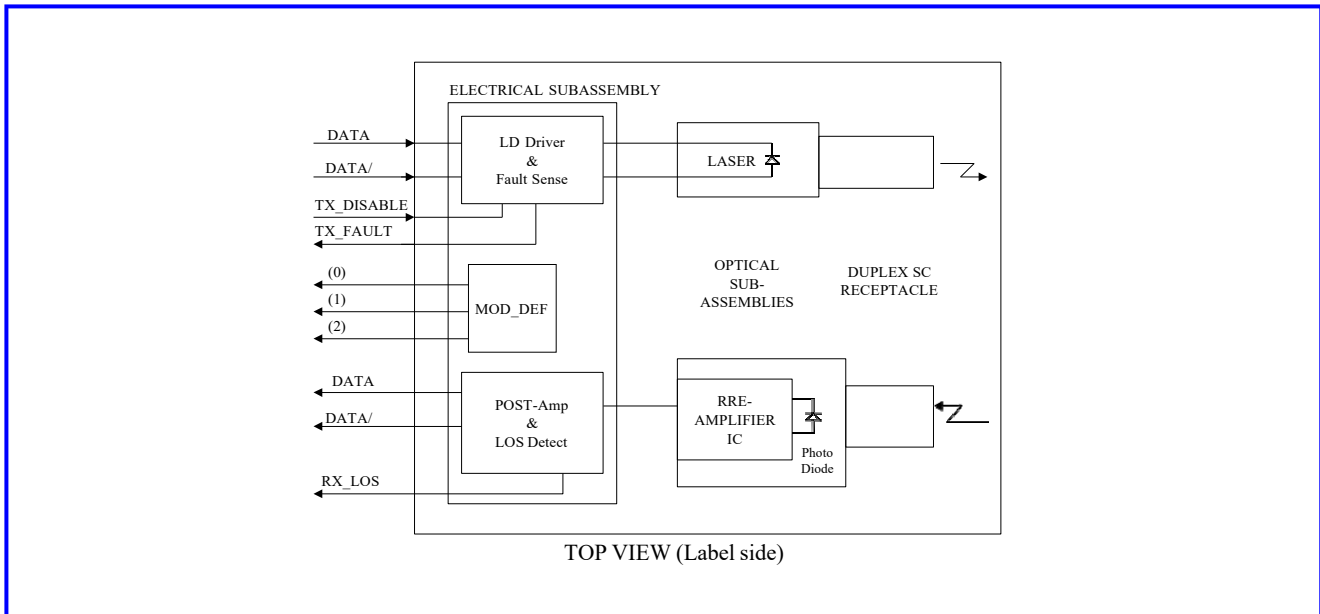 ELECTRICAL SUBASSEMBLY
DATA
DATA/
TX_DISABLE
TX_FAULT
LD Driver
&
Fault Sense
LASER
(0)
(1)
(2)
MOD_DEF
OPTICAL
SUB-
ASSEMBLIES
DUPLEX SC
RECEPTACLE
DATA
DATA/
RX_LOS
POST-Amp
&
LOS Detect
RRE-
AMPLIFIER
IC
Photo
Diode
TOP VIEW (Label side)